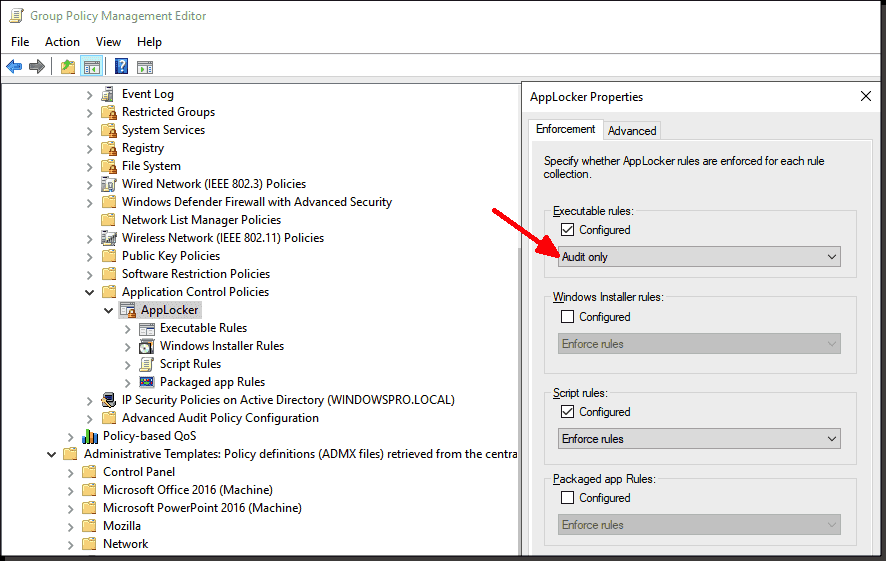 Group Policy Management Editor
File Action View Help
Event Log
Restricted Groups
System Services
Registry
File System
Wired Network (IEEE 802.3) Policies
Windows Defender Firewall with Advanced Security
Network List Manager Policies
Wireless Network (IEEE 802.11) Policies
Public Key Policies
Software Restriction Policies
Application Control Policies
AppLocker
Executable Rules
Windows Installer Rules
Script Rules
Packaged app Rules
IP Security Policies on Active Directory (WINDOWSPRO.LOCAL)
Advanced Audit Policy Configuration
Policy-based QoS
Administrative Templates: Policy definitions (ADMX files) retrieved from the centra
Control Panel
Microsoft Office 2016 (Machine)
Microsoft PowerPoint 2016 (Machine)
Mozilla
Network
AppLocker Properties
Enforcement Advanced
Specify whether AppLocker rules are enforced for each rule
collection.
Executable rules:
Configured
Audit only
Windows Installer rules:
Configured
Enforce rules
Script rules:
Configured
Enforce rules
Packaged app Rules:
Configured
Enforce rules